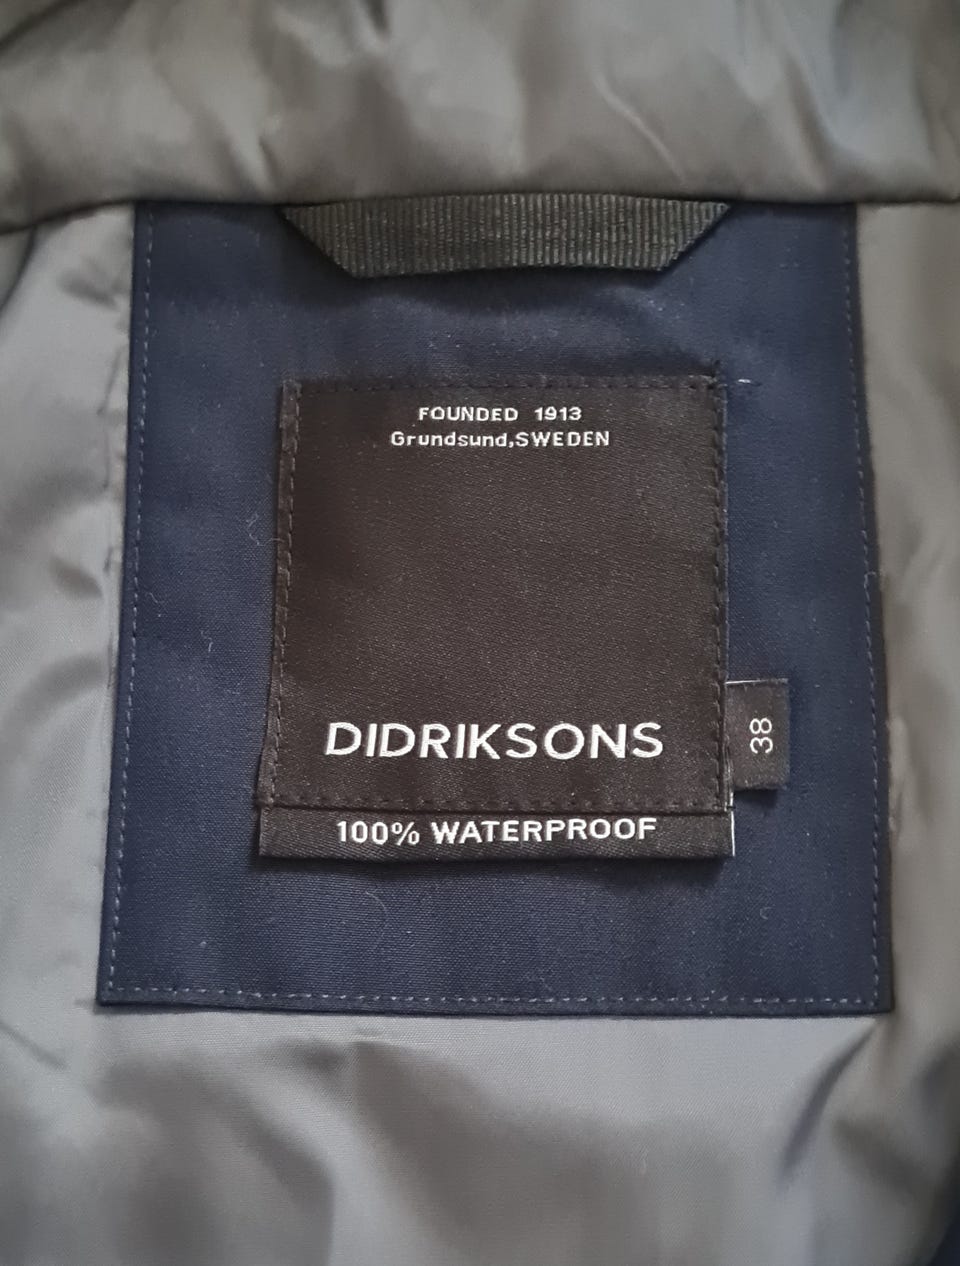 FOUNDED 1913
Grundsund,SWEDEN
DIDRIKSONS
38
100% WATERPROOF